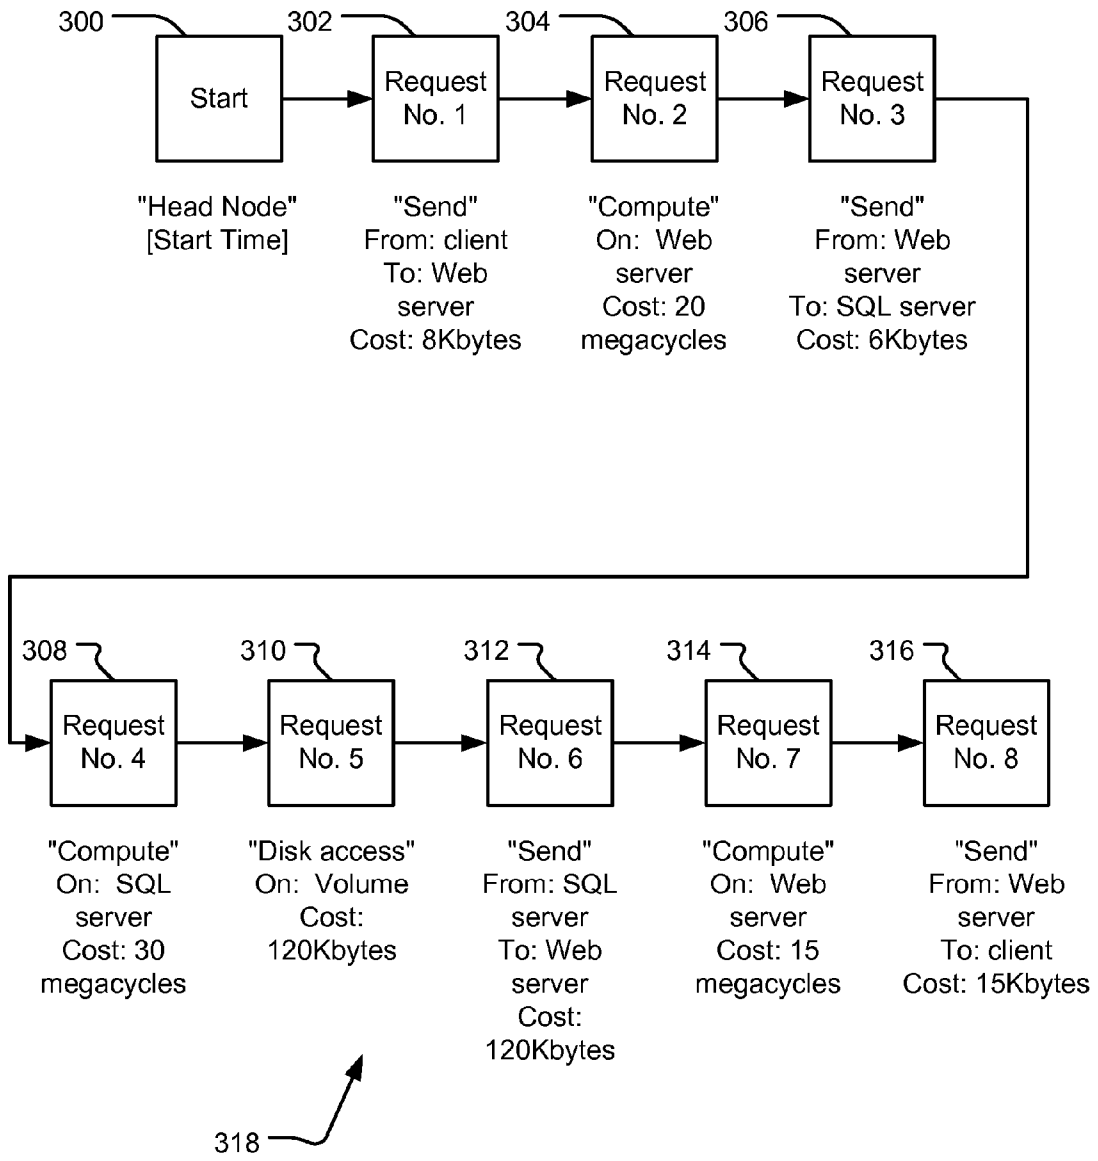 300
302
304
306
Start
Request
No. 1
Request
No. 2
Request
No. 3
"Head Node"
[Start Time]
"Send"
From: client
To: Web
server
Cost: 8Kbytes
"Compute"
On: Web
server
Cost: 20
megacycles
"Send"
From: Web
server
To: SQL server
Cost: 6Kbytes
308
310
312
314
316
Request
No. 4
Request
No. 5
Request
No. 6
Request
No. 7
Request
No. 8
"Compute"
On: SQL
server
Cost: 30
megacycles
"Disk access"
On: Volume
Cost:
120Kbytes
"Send"
From: SQL
server
To: Web
server
Cost:
120Kbytes
"Compute"
On: Web
server
Cost: 15
megacycles
"Send"
From: Web
server
To: client
Cost: 15Kbytes
318